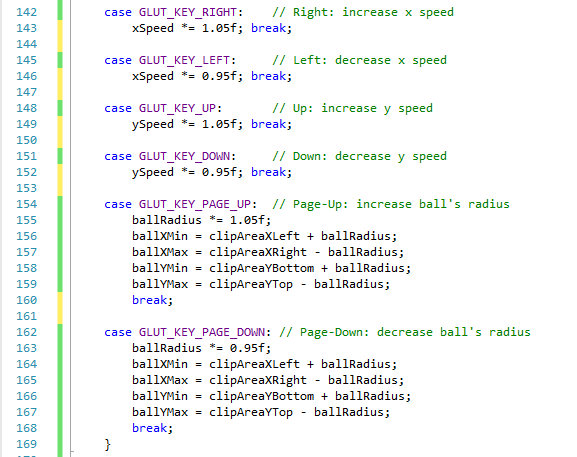 142 case GLUT_KEY_RIGHT: // Right: increase x speed
143 xSpeed *= 1.05f; break;
144
145 case GLUT_KEY_LEFT: // Left: decrease x speed
146 xSpeed *= 0.95f; break;
147
148 case GLUT_KEY_UP: // Up: increase y speed
149 ySpeed *= 1.05f; break;
150
151 case GLUT_KEY_DOWN: // Down: decrease y speed
152 ySpeed *= 0.95f; break;
153
154 case GLUT_KEY_PAGE_UP: // Page-Up: increase ball's radius
155 ballRadius *= 1.05f;
156 ballXMin = clipAreaXLeft + ballRadius;
157 ballXMax = clipAreaXRight - ballRadius;
158 ballYMin = clipAreaYBottom + ballRadius;
159 ballYMax = clipAreaYTop - ballRadius;
160 break;
161
162 case GLUT_KEY_PAGE_DOWN: // Page-Down: decrease ball's radius
163 ballRadius *= 0.95f;
164 ballXMin = clipAreaXLeft + ballRadius;
165 ballXMax = clipAreaXRight - ballRadius;
166 ballYMin = clipAreaYBottom + ballRadius;
167 ballYMax = clipAreaYTop - ballRadius;
168 break;
169 }